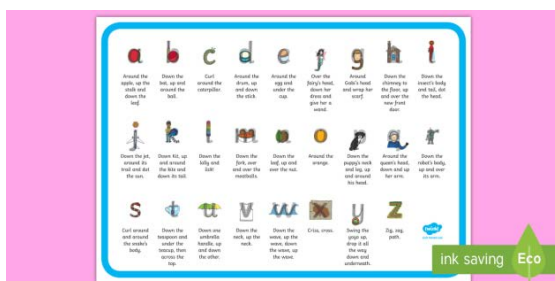 Around the
apple, up the
stalk and
down the
leaf.
Down the
bat, up and
around the
ball.
Curl
around the
caterpillar.
Around the
drum, up
and down
the stick.
Around the
egg and
under the
cup.
Over the
fairy's head,
down her
dress and
give her a
wand.
Around
Gabi's head
and wrap her
scarf.
Down the
chimney to
the floor, up
and over the
new front
door.
Down the
insect's body
and tail, dot
the head.
Down the jet,
around its
trail and dot
the sun.
Down kit, up
and around
the kite and
down its tail.
Down the
lolly and
lick!
Down the
fork, over
and over the
meatballs.
Down the
leaf, up and
over the nut.
Around the
orange.
Down the
puppy's neck
and leg, up
and around
his head.
Around the
queen's head,
down and up
her arm.
Down the
robot's body,
up and over
its arm.
Curl around
and around
the snake's
body.
Down the
teaspoon and
under the
teacup, then
across the
top.
Down one
umbrella
handle, up
and down
the other.
Down the
neck, up the
neck.
Down the
wave, up the
wave, down
the wave, up
the wave.
Criss, cross.
Swing the
yoyo up,
drop it all
the way
down and
underneath.
Zig, zag,
path.
twinkl
ink saving Eco